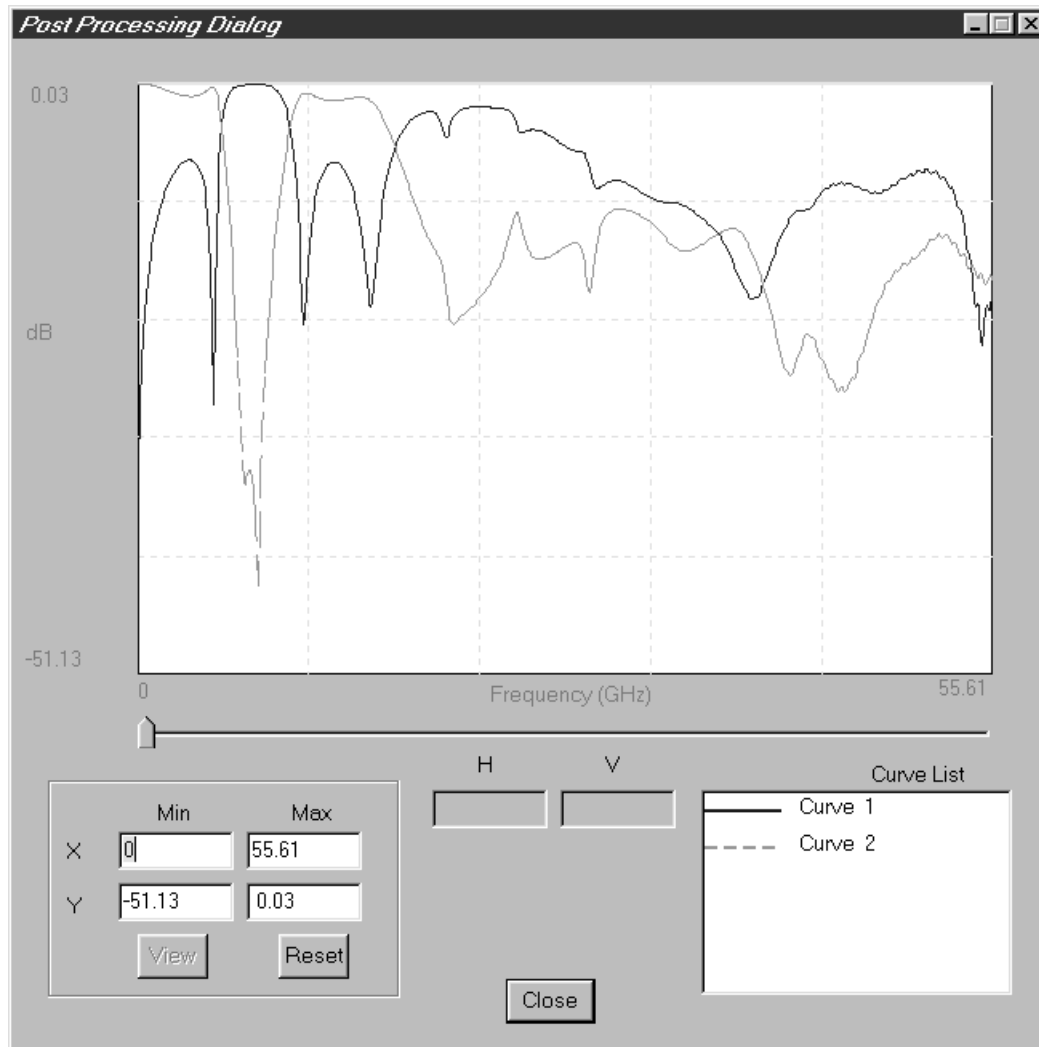 Post Processing Dialog
0.03
dB
-51.13
0
Frequency (GHz)
55.61
H
V
Curve List
Curve 1
Curve 2
Min
Max
X
0
55.61
Y
-51.13
0.03
View
Reset
Close